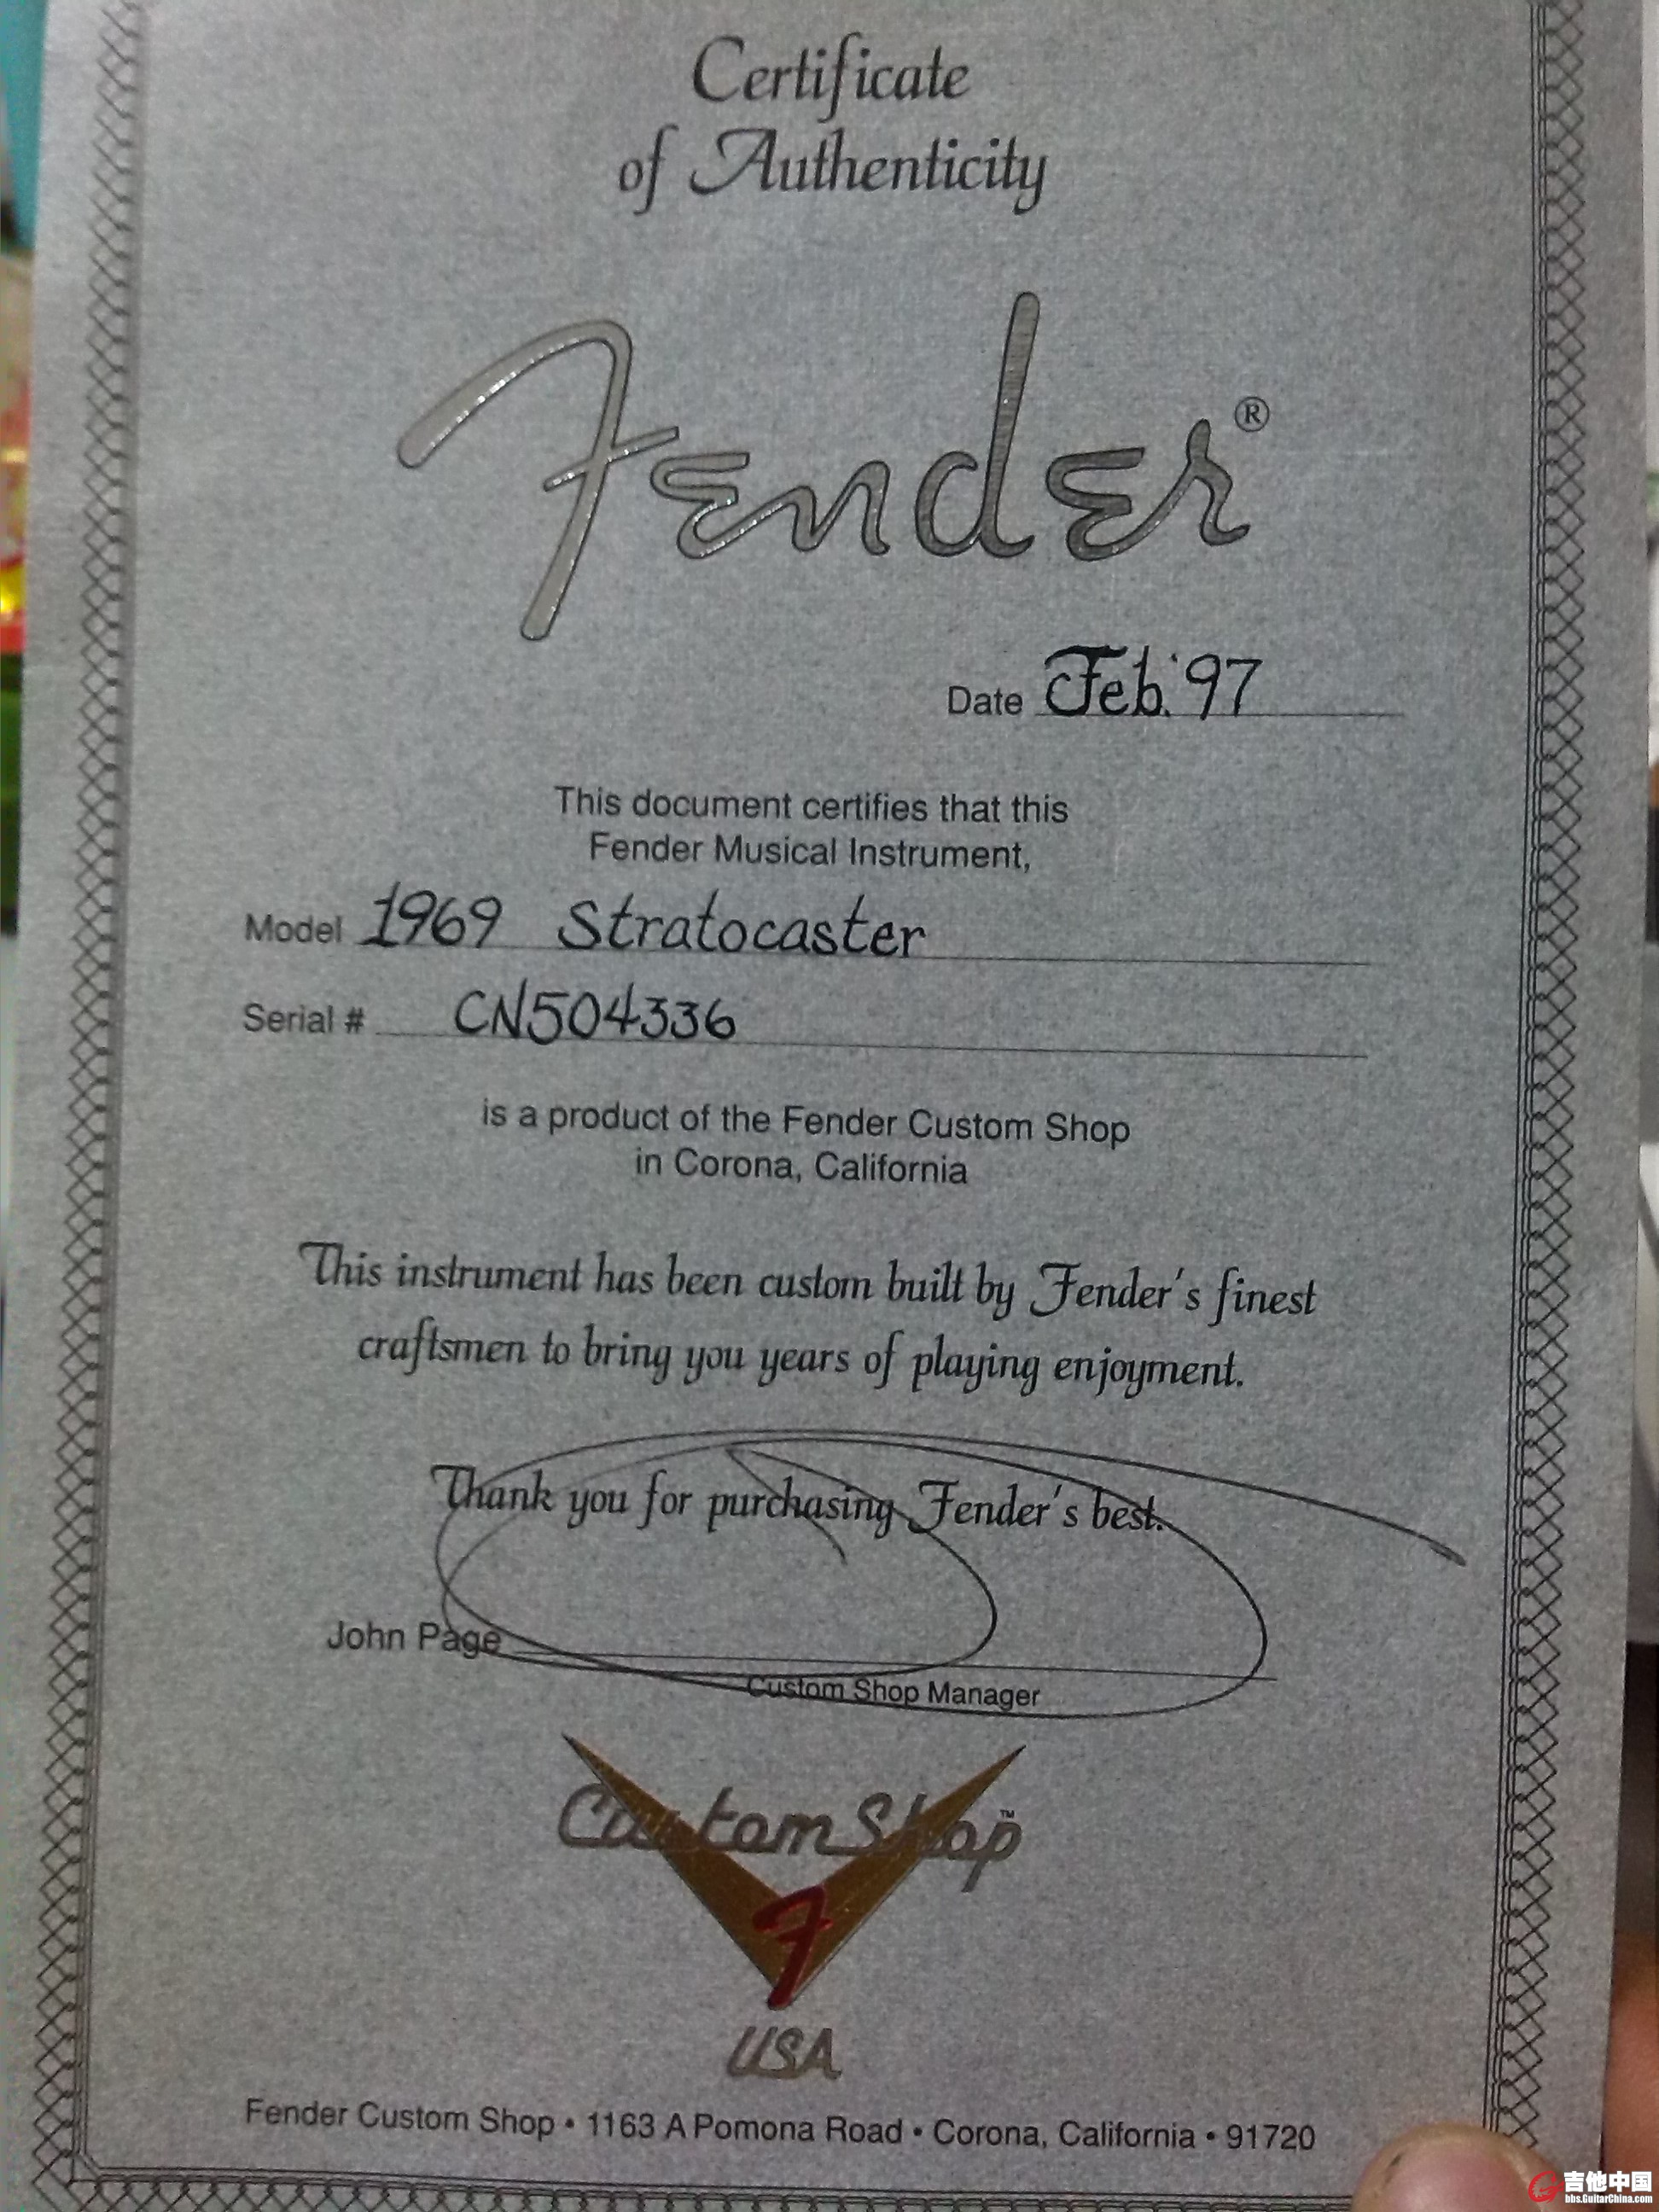 Certificate
of Authenticity
Fender®
Date Feb. '97
This document certifies that this
Fender Musical Instrument,
Model 1969 Stratocaster
Serial # CN504336
is a product of the Fender Custom Shop
in Corona, California
This instrument has been custom built by Fender's finest
craftsmen to bring you years of playing enjoyment.
Thank you for purchasing Fender's best.
John Page
Custom Shop Manager
Custom Shop™
F
USA
Fender Custom Shop • 1163 A Pomona Road • Corona, California • 91720
吉他中国
bbs.GuitarChina.com